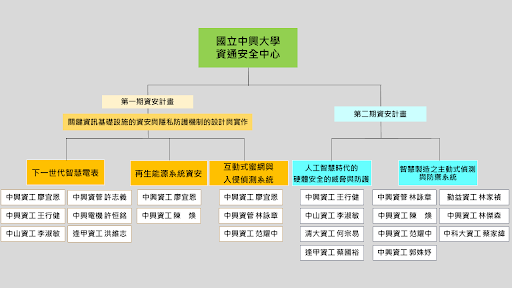 國立中興大學
資通安全中心
第一期資安計畫
第二期資安計畫
關鍵資訊基礎設施的資安與隱私防護機制的設計與實作
下一世代智慧電表
再生能源系統資安
互動式蜜網與
入侵偵測系統
人工智慧時代的
硬體安全的威脅與防護
智慧製造之主動式偵測
與防禦系統
中興資工 廖宜恩
中興資管 許志義
中興資工 廖宜恩
中興資工 廖宜恩
中興資工 王行健
中興資管 林詠章
勤益資工 林家禎
中興資工 王行健
中興電機 許恒銘
中興資工 陳 煥
中興資管 林詠章
中山資工 李淑敏
中興資工 陳 煥
中興資工 林傑森
中山資工 李淑敏
逢甲資工 洪維志
中興資工 范耀中
清大資工 何宗易
中興資工 范耀中
中科大資工 蔡家緯
逢甲資工 蔡國裕
中興資工 郭姝妤